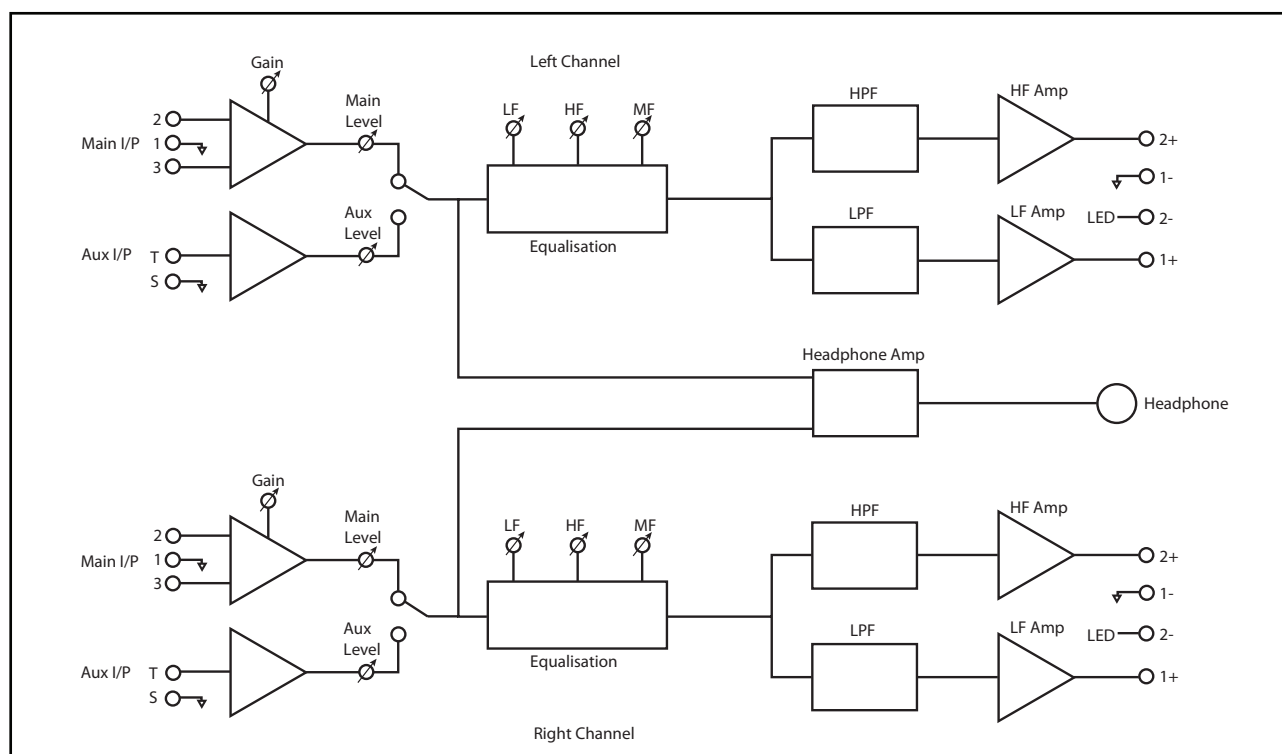 Left Channel
Gain
Main
Level
Main I/P
2
1
3
Aux
Level
Aux I/P
T
S
LF
HF
MF
Equalisation
HPF
HF Amp
2+
1-
LED
2-
LPF
LF Amp
1+
Headphone Amp
Headphone
Gain
Main
Level
Main I/P
2
1
3
Aux
Level
Aux I/P
T
S
LF
HF
MF
Equalisation
HPF
HF Amp
2+
1-
LED
2-
LPF
LF Amp
1+
Right Channel